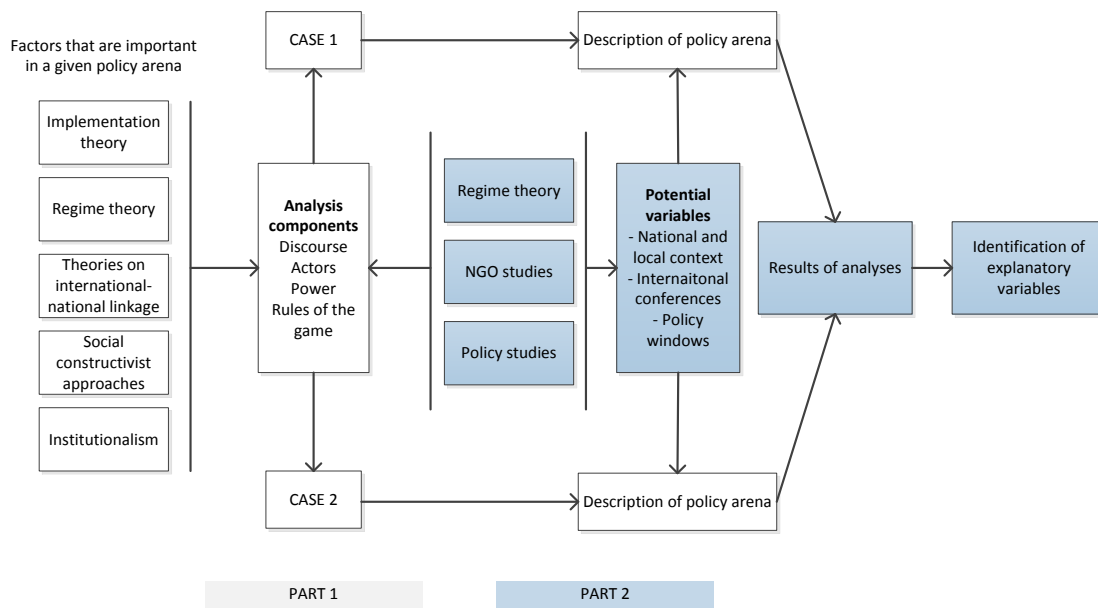 Factors that are important
in a given policy arena
Implementation
theory
Regime theory
Theories on
international-
national linkage
Social
constructivist
approaches
Institutionalism
CASE 1
Analysis
components
Discourse
Actors
Power
Rules of the
game
CASE 2
Regime theory
NGO studies
Policy studies
Description of policy arena
Potential
variables
- National and
local context
- Internaitonal
conferences
- Policy
windows
Description of policy arena
Results of analyses
Identification of
explanatory
variables
PART 1
PART 2